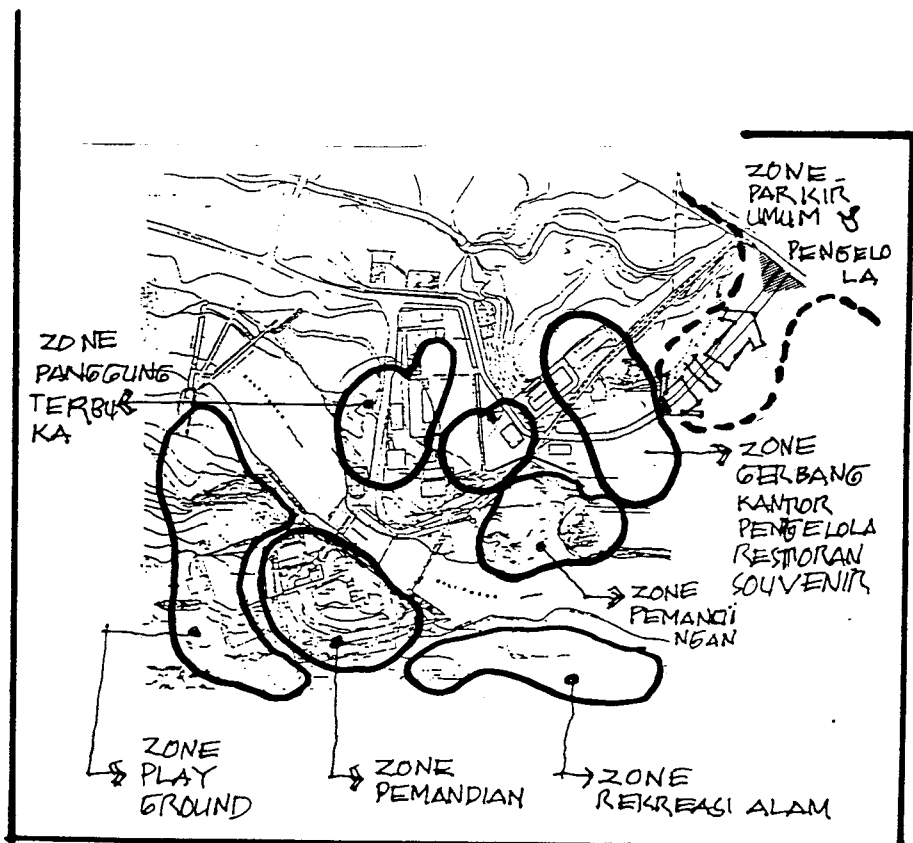 ZONE
PARKIR
UMUM &
PENGELO
LA
ZONE
PANGGUNG
TERBU
KA
ZONE
GERBANG
KANTOR
PENGELOLA
RESTORAN
SOUVENIR
ZONE
PEMANCI
NGAN
ZONE
PLAY
GROUND
ZONE
PEMANDIAN
ZONE
REKREASI ALAM